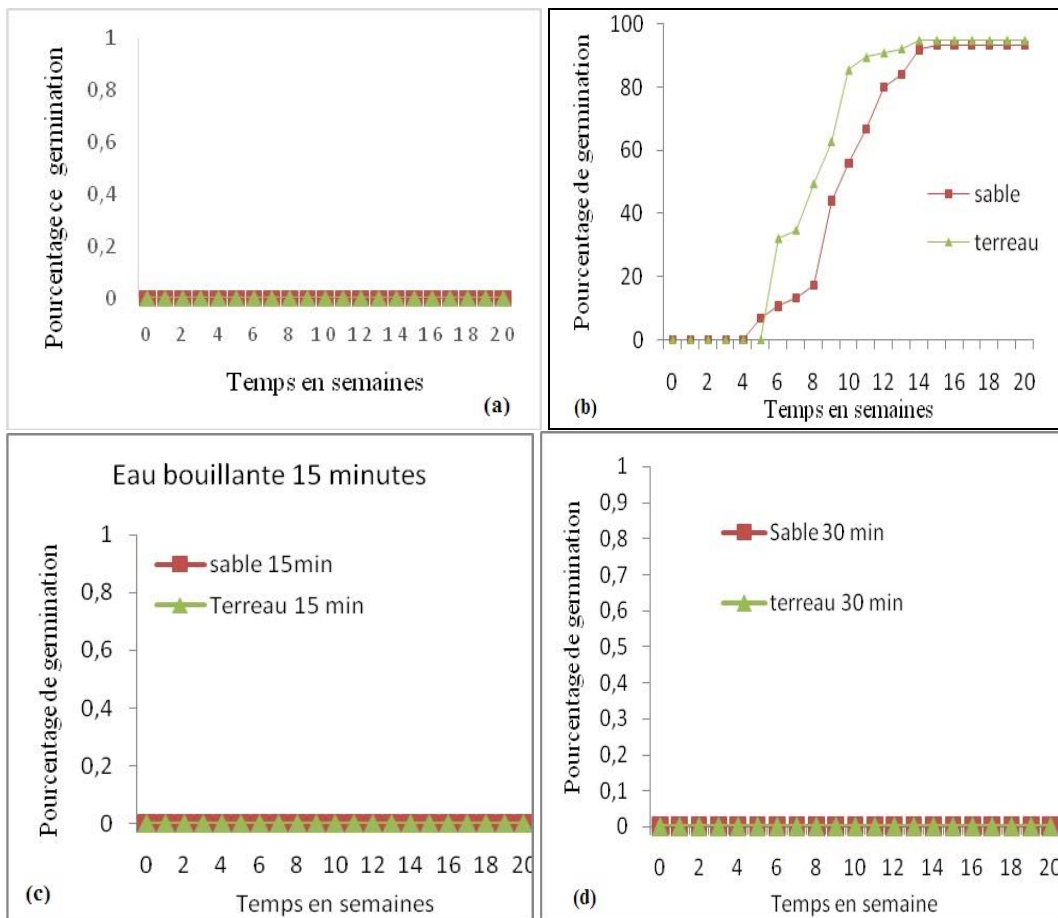 Pourcentage ce germination
1
0,8
0,6
0,4
0,2
0
0 2 4 6 8 10 12 14 16 18 20
Temps en semaines
(a)
Pourcentage de germination
100
80
60
40
20
0
sable
terreau
0 2 4 6 8 10 12 14 16 18 20
Temps en semaines
(b)
Eau bouillante 15 minutes
Pourcentage de germination
1
0,8
0,6
0,4
0,2
0
sable 15min
Terreau 15 min
0 2 4 6 8 10 12 14 16 18 20
Temps en semaines
(c)
Pourcentage de germination
1
0,9
0,8
0,7
0,6
0,5
0,4
0,3
0,2
0,1
0
Sable 30 min
terreau 30 min
0 2 4 6 8 10 12 14 16 18 20
Temps en semaine
(d)